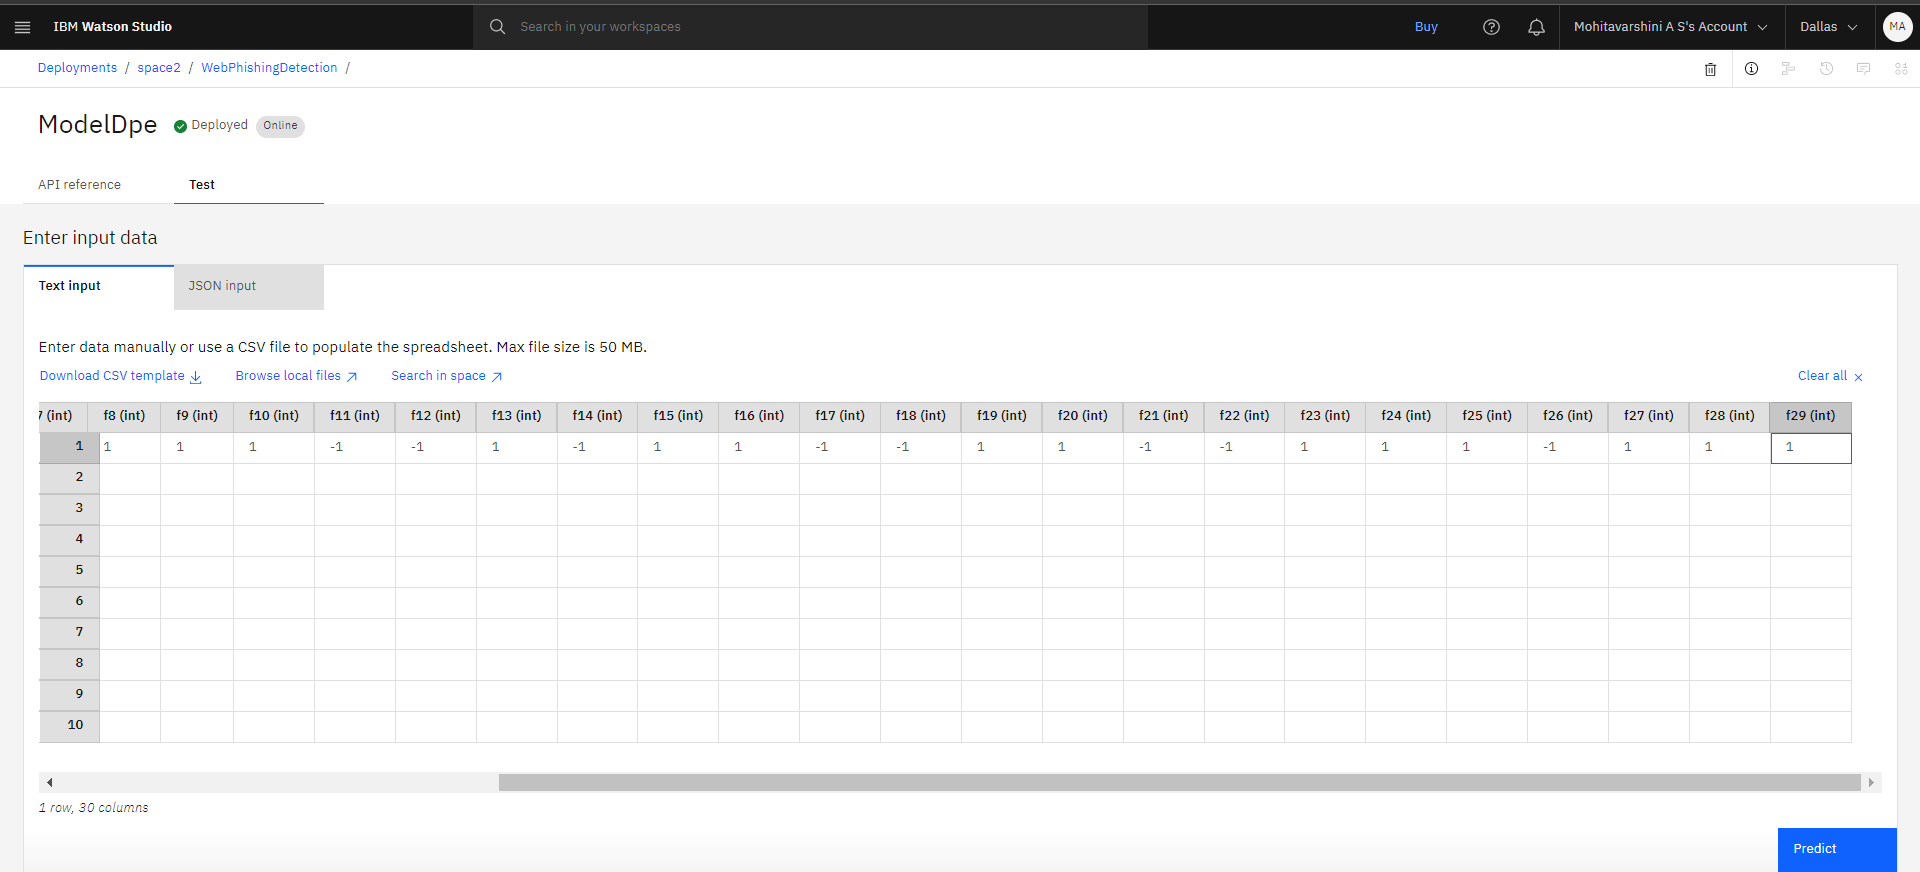 IBM Watson Studio
Search in your workspaces
Buy
Mohitavarshini A S's Account
Dallas
MA
Deployments / space2 / WebPhishingDetection /
ModelDpe Deployed Online
API reference Test
Enter input data
Text input JSON input
Enter data manually or use a CSV file to populate the spreadsheet. Max file size is 50 MB.
Download CSV template Browse local files Search in space Clear all
7 (int) f8 (int) f9 (int) f10 (int) f11 (int) f12 (int) f13 (int) f14 (int) f15 (int) f16 (int) f17 (int) f18 (int) f19 (int) f20 (int) f21 (int) f22 (int) f23 (int) f24 (int) f25 (int) f26 (int) f27 (int) f28 (int) f29 (int)
1 1 1 1 -1 -1 1 -1 1 1 -1 -1 1 1 -1 -1 1 1 1 -1 1 1 1
2
3
4
5
6
7
8
9
10
1 row, 30 columns
Predict